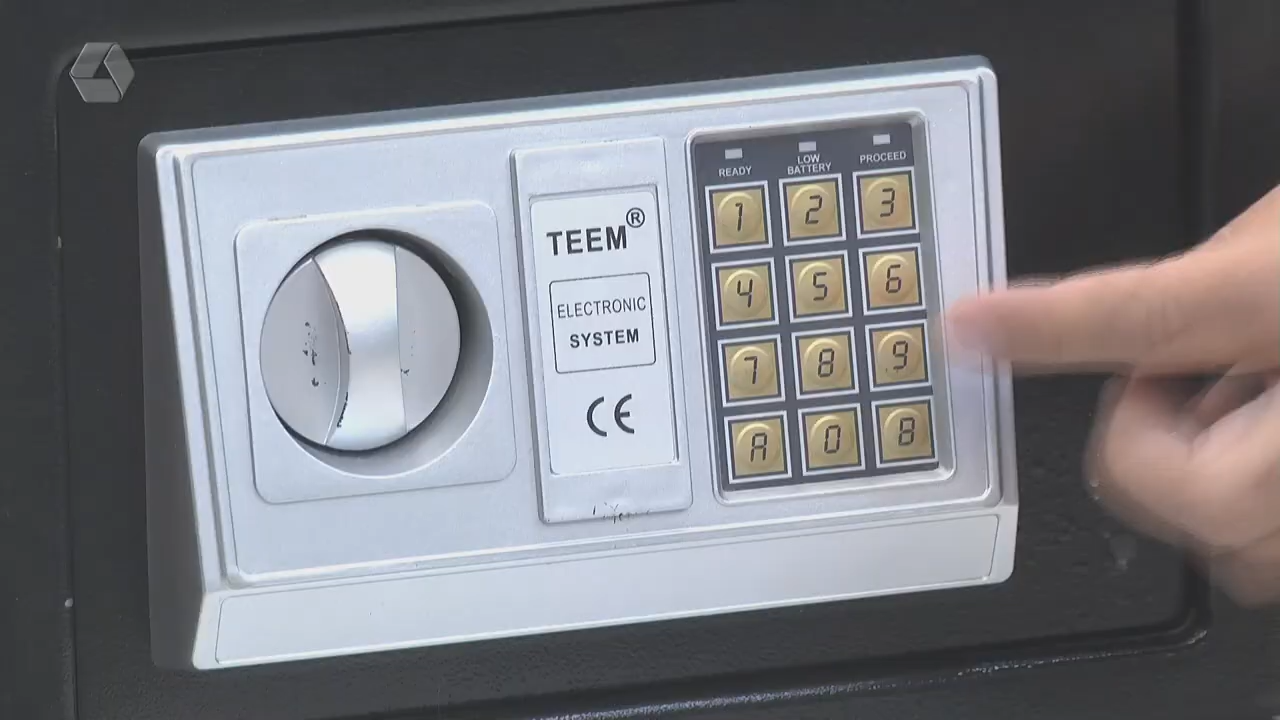 TEEM®
ELECTRONIC
SYSTEM
CE
READY
LOW
BATTERY
PROCEED
1 2 3
4 5 6
7 8 9
A 0 B